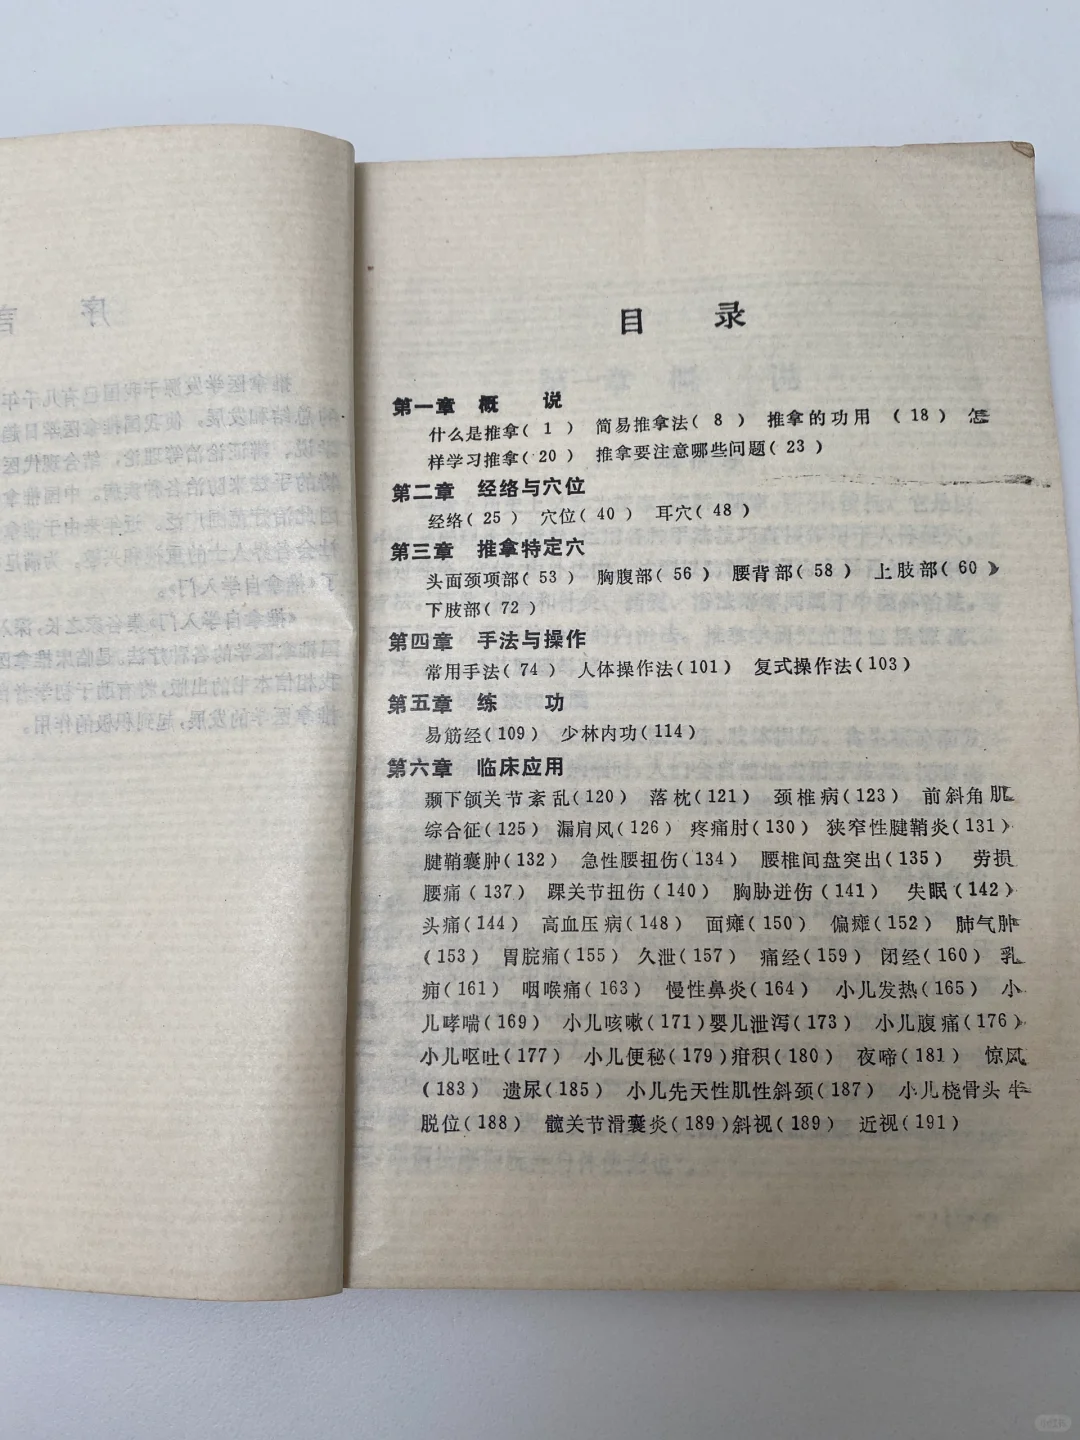 目 录
第一章 概 说
什么是推拿( 1 ) 简易推拿法( 8 ) 推拿的功用 ( 18 ) 怎
样学习推拿( 20 ) 推拿要注意哪些问题( 23 )
第二章 经络与穴位
经络( 25 ) 穴位( 40 ) 耳穴( 48 )
第三章 推拿特定穴
头面颈项部( 53 ) 胸腹部( 56 ) 腰背部( 58 ) 上肢部( 60 )
下肢部( 72 )
第四章 手法与操作
常用手法( 74 ) 人体操作法(101) 复式操作法(103)
第五章 练 功
易筋经(109) 少林内功(114)
第六章 临床应用
颞下颌关节紊乱(120) 落枕(121) 颈椎病(123) 前斜角肌
综合征(125) 漏肩风(126) 疼痛肘(130) 狭窄性腱鞘炎(131)
腱鞘囊肿(132) 急性腰扭伤(134) 腰椎间盘突出(135) 劳损
腰痛(137) 踝关节扭伤(140) 胸胁迸伤(141) 失眠(142)
头痛(144) 高血压病(148) 面瘫(150) 偏瘫(152) 肺气肿
(153) 胃脘痛(155) 久泄(157) 痛经(159) 闭经(160) 乳
痈(161) 咽喉痛(163) 慢性鼻炎(164) 小儿发热(165) 小
儿哮喘(169) 小儿咳嗽(171)婴儿泄泻(173) 小儿腹痛(176)
小儿呕吐(177) 小儿便秘(179)疳积(180) 夜啼(181) 惊风
(183) 遗尿(185) 小儿先天性肌性斜颈(187) 小儿桡骨头半
脱位(188) 髋关节滑囊炎(189)斜视(189) 近视(191)